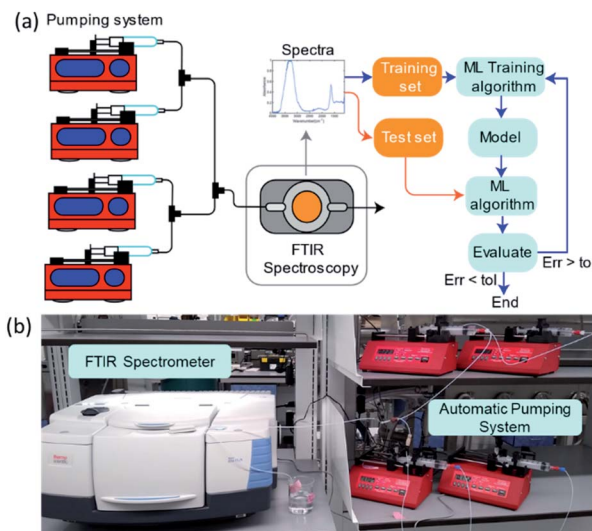 (a)
Pumping system
Spectra
Training
set
ML Training
algorithm
Test set
Model
ML
algorithm
FTIR
Spectroscopy
Evaluate
Err > to
Err < tol
End
(b)
FTIR Spectrometer
Automatic Pumping
System